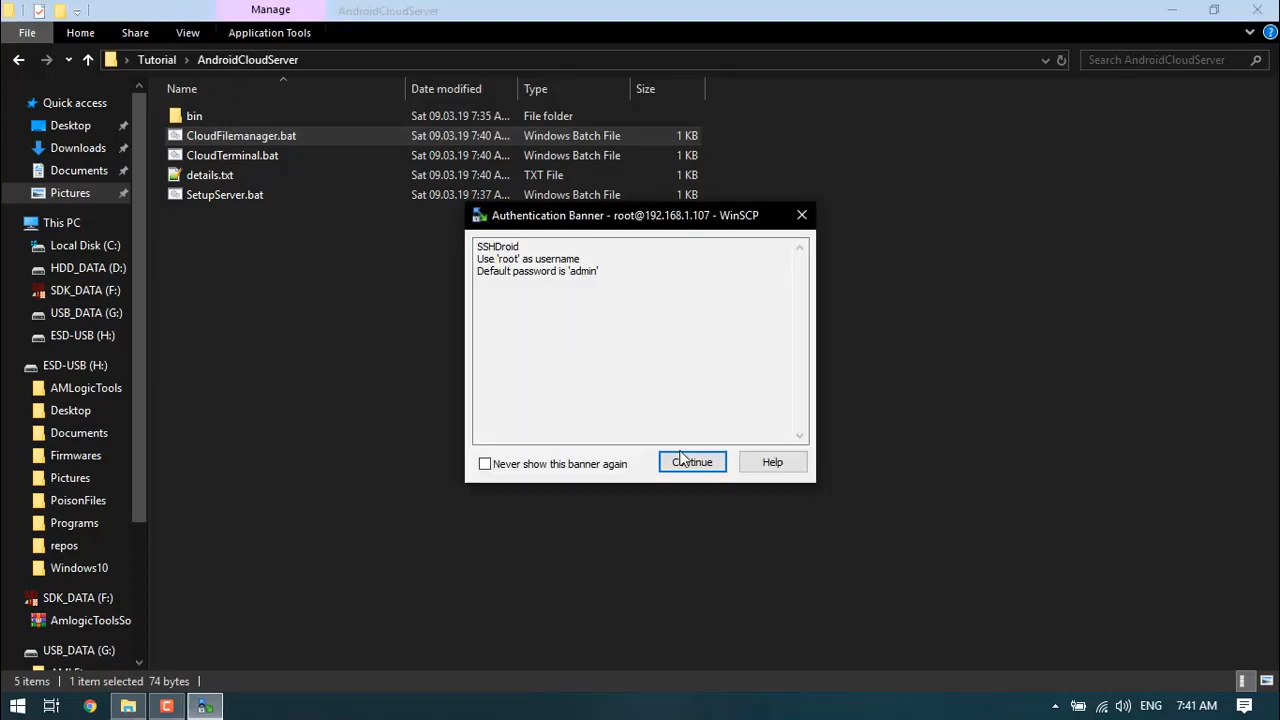 Manage
AndroidCloudServer
File
Home
Share
View
Application Tools
Tutorial
AndroidCloudServer
Search AndroidCloudServer
Name
Date modified
Type
Size
bin
Sat 09.03.19 7:35 A...
File folder
CloudFilemanager.bat
Sat 09.03.19 7:40 A...
Windows Batch File
1 KB
CloudTerminal.bat
Sat 09.03.19 7:40 A...
Windows Batch File
1 KB
details.txt
Sat 09.03.19 7:40 A...
TXT File
1 KB
SetupServer.bat
Sat 09.03.19 7:37 A...
Windows Batch File
1 KB
Quick access
Desktop
Downloads
Documents
Pictures
This PC
Local Disk (C:)
HDD_DATA (D:)
SDK_DATA (F:)
USB_DATA (G:)
ESD-USB (H:)
ESD-USB (H:)
AMLogicTools
Desktop
Documents
Firmwares
Pictures
PoisonFiles
Programs
repos
Windows10
SDK_DATA (F:)
AmlogicToolsSo
USB_DATA (G:)
Authentication Banner - root@192.168.1.107 - WinSCP
SSHDroid
Use 'root' as username
Default password is 'admin'
Never show this banner again
Continue
Help
5 items
1 item selected 74 bytes
ENG
7:41 AM